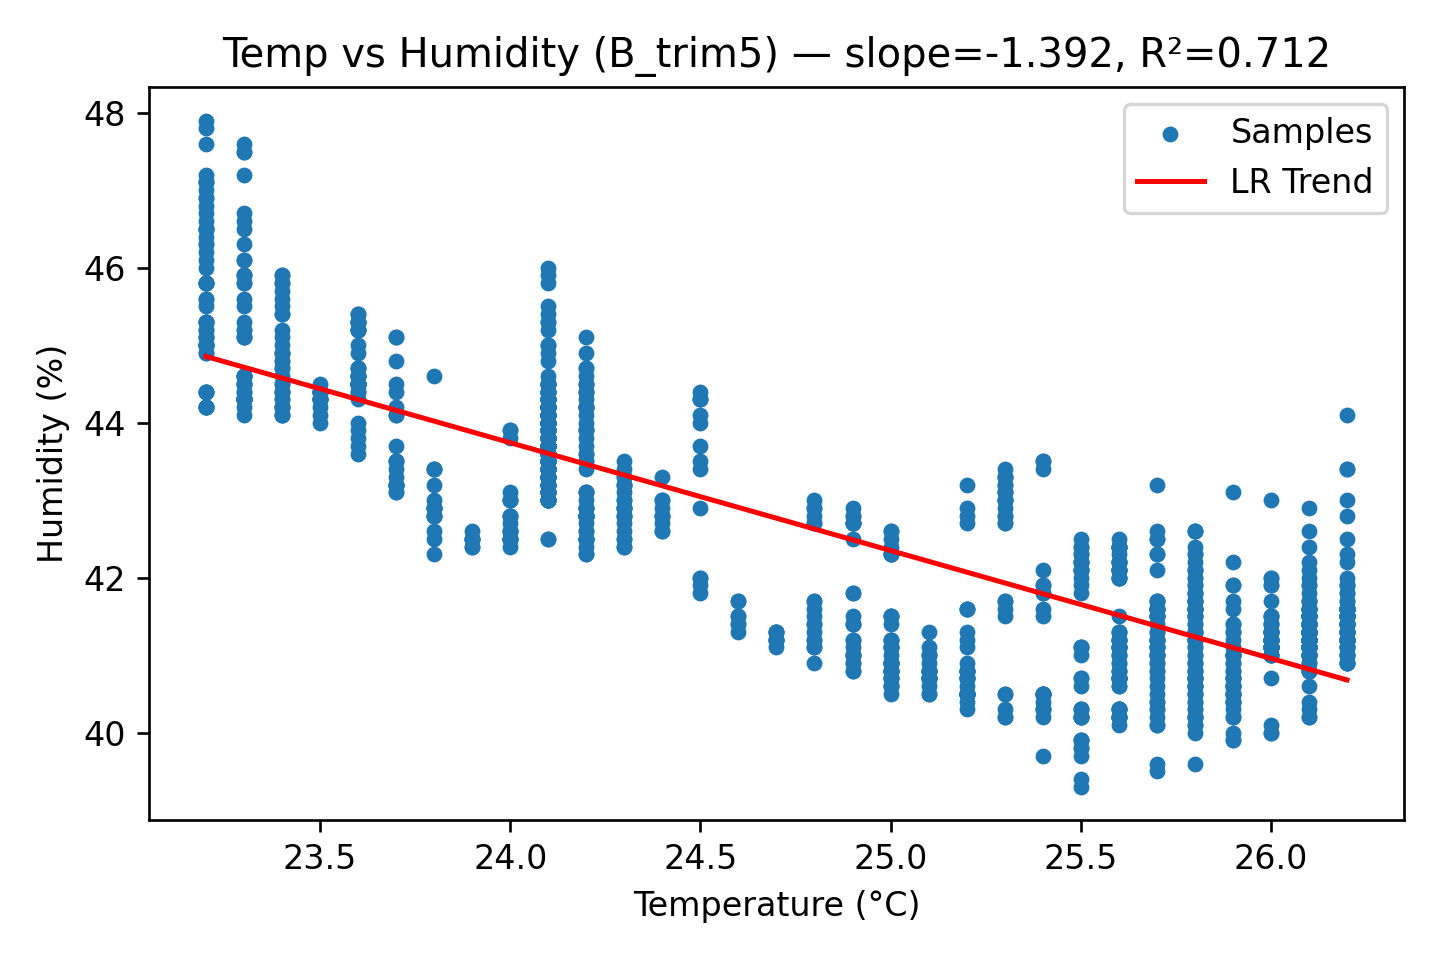 Temp vs Humidity (B_trim5) — slope=-1.392, R²=0.712
Samples
LR Trend
48
46
44
42
40
Humidity (%)
23.5 24.0 24.5 25.0 25.5 26.0
Temperature (°C)